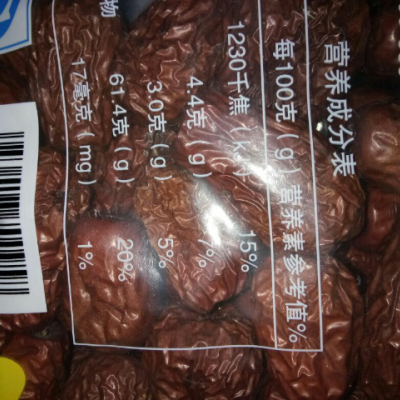 营养成分表
每100克（g） 营养素参考值%
1230千焦（kJ） 15%
4.4克（g） 7%
3.0克（g） 5%
61.4克（g） 20%
17毫克（mg） 1%
物